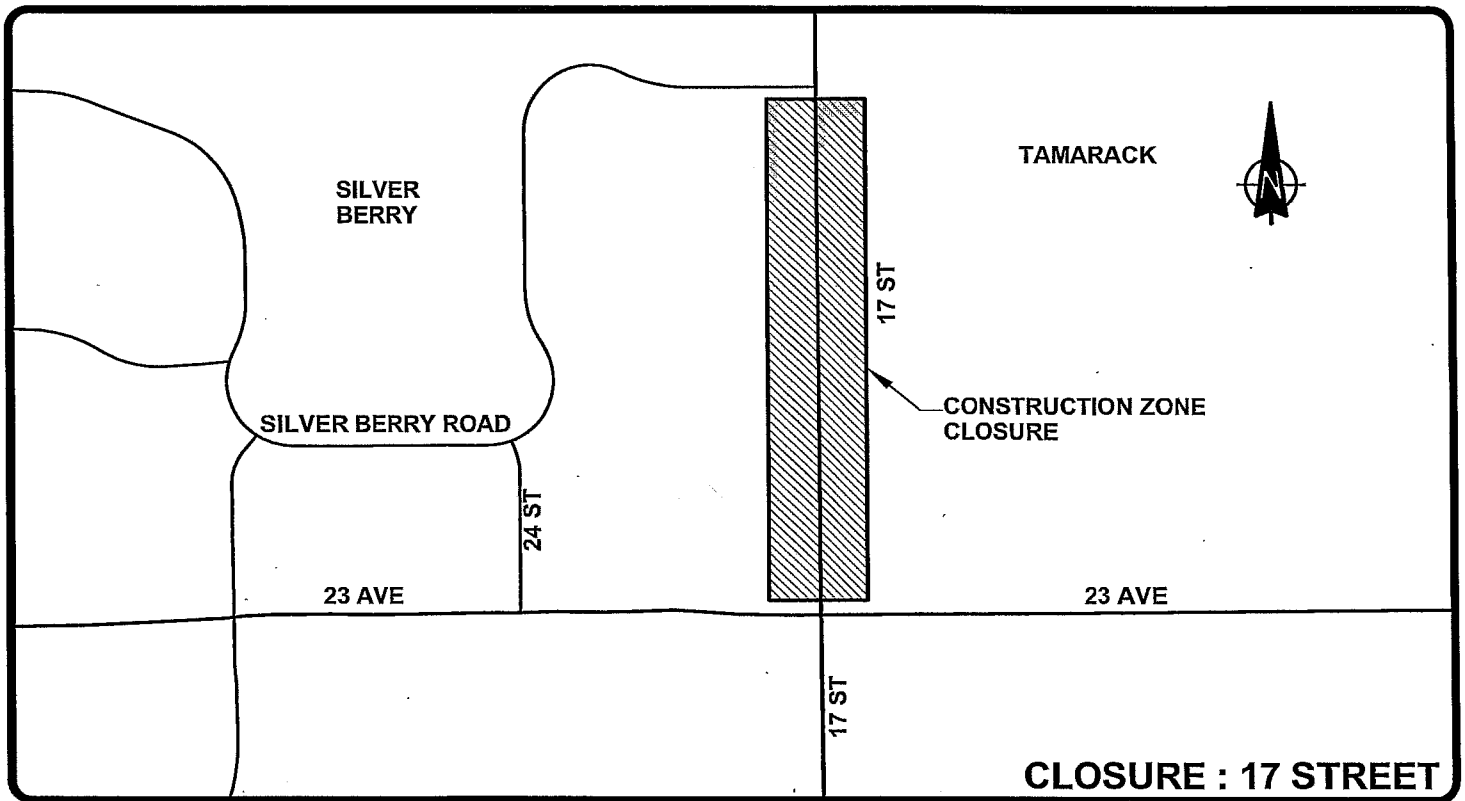 TAMARACK
N
SILVER
BERRY
17 ST
CONSTRUCTION ZONE
CLOSURE
SILVER BERRY ROAD
24 ST
23 AVE
23 AVE
17 ST
CLOSURE : 17 STREET